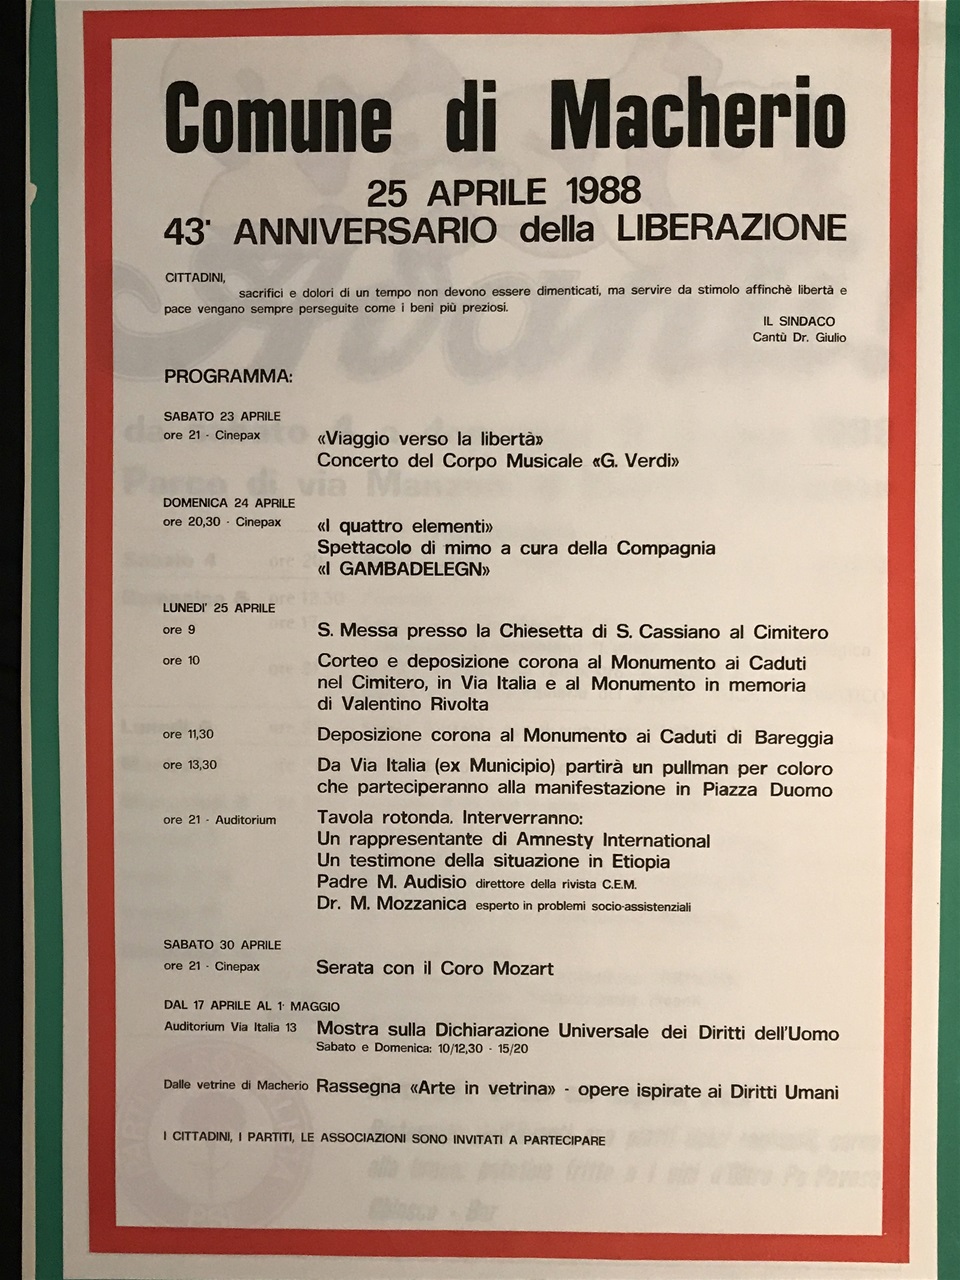 Comune di Macherio
25 APRILE 1988
43° ANNIVERSARIO della LIBERAZIONE
CITTADINI,
sacrifici e dolori di un tempo non devono essere dimenticati, ma servire da stimolo affinchè libertà e
pace vengano sempre perseguite come i beni più preziosi.
IL SINDACO
Cantù Dr. Giulio
PROGRAMMA:
SABATO 23 APRILE
ore 21 - Cinepax
«Viaggio verso la libertà»
Concerto del Corpo Musicale «G. Verdi»
DOMENICA 24 APRILE
ore 20,30 - Cinepax
«I quattro elementi»
Spettacolo di mimo a cura della Compagnia
«I GAMBADELEGN»
LUNEDI' 25 APRILE
ore 9 S. Messa presso la Chiesetta di S. Cassiano al Cimitero
ore 10 Corteo e deposizione corona al Monumento ai Caduti
nel Cimitero, in Via Italia e al Monumento in memoria
di Valentino Rivolta
ore 11,30 Deposizione corona al Monumento ai Caduti di Bareggia
ore 13,30 Da Via Italia (ex Municipio) partirà un pullman per coloro
che parteciperanno alla manifestazione in Piazza Duomo
ore 21 - Auditorium Tavola rotonda. Interverranno:
Un rappresentante di Amnesty International
Un testimone della situazione in Etiopia
Padre M. Audisio direttore della rivista C.E.M.
Dr. M. Mozzanica esperto in problemi socio-assistenziali
SABATO 30 APRILE
ore 21 - Cinepax Serata con il Coro Mozart
DAL 17 APRILE AL 1° MAGGIO
Auditorium Via Italia 13 Mostra sulla Dichiarazione Universale dei Diritti dell'Uomo
Sabato e Domenica: 10/12,30 - 15/20
Dalle vetrine di Macherio Rassegna «Arte in vetrina» - opere ispirate ai Diritti Umani
I CITTADINI, I PARTITI, LE ASSOCIAZIONI SONO INVITATI A PARTECIPARE